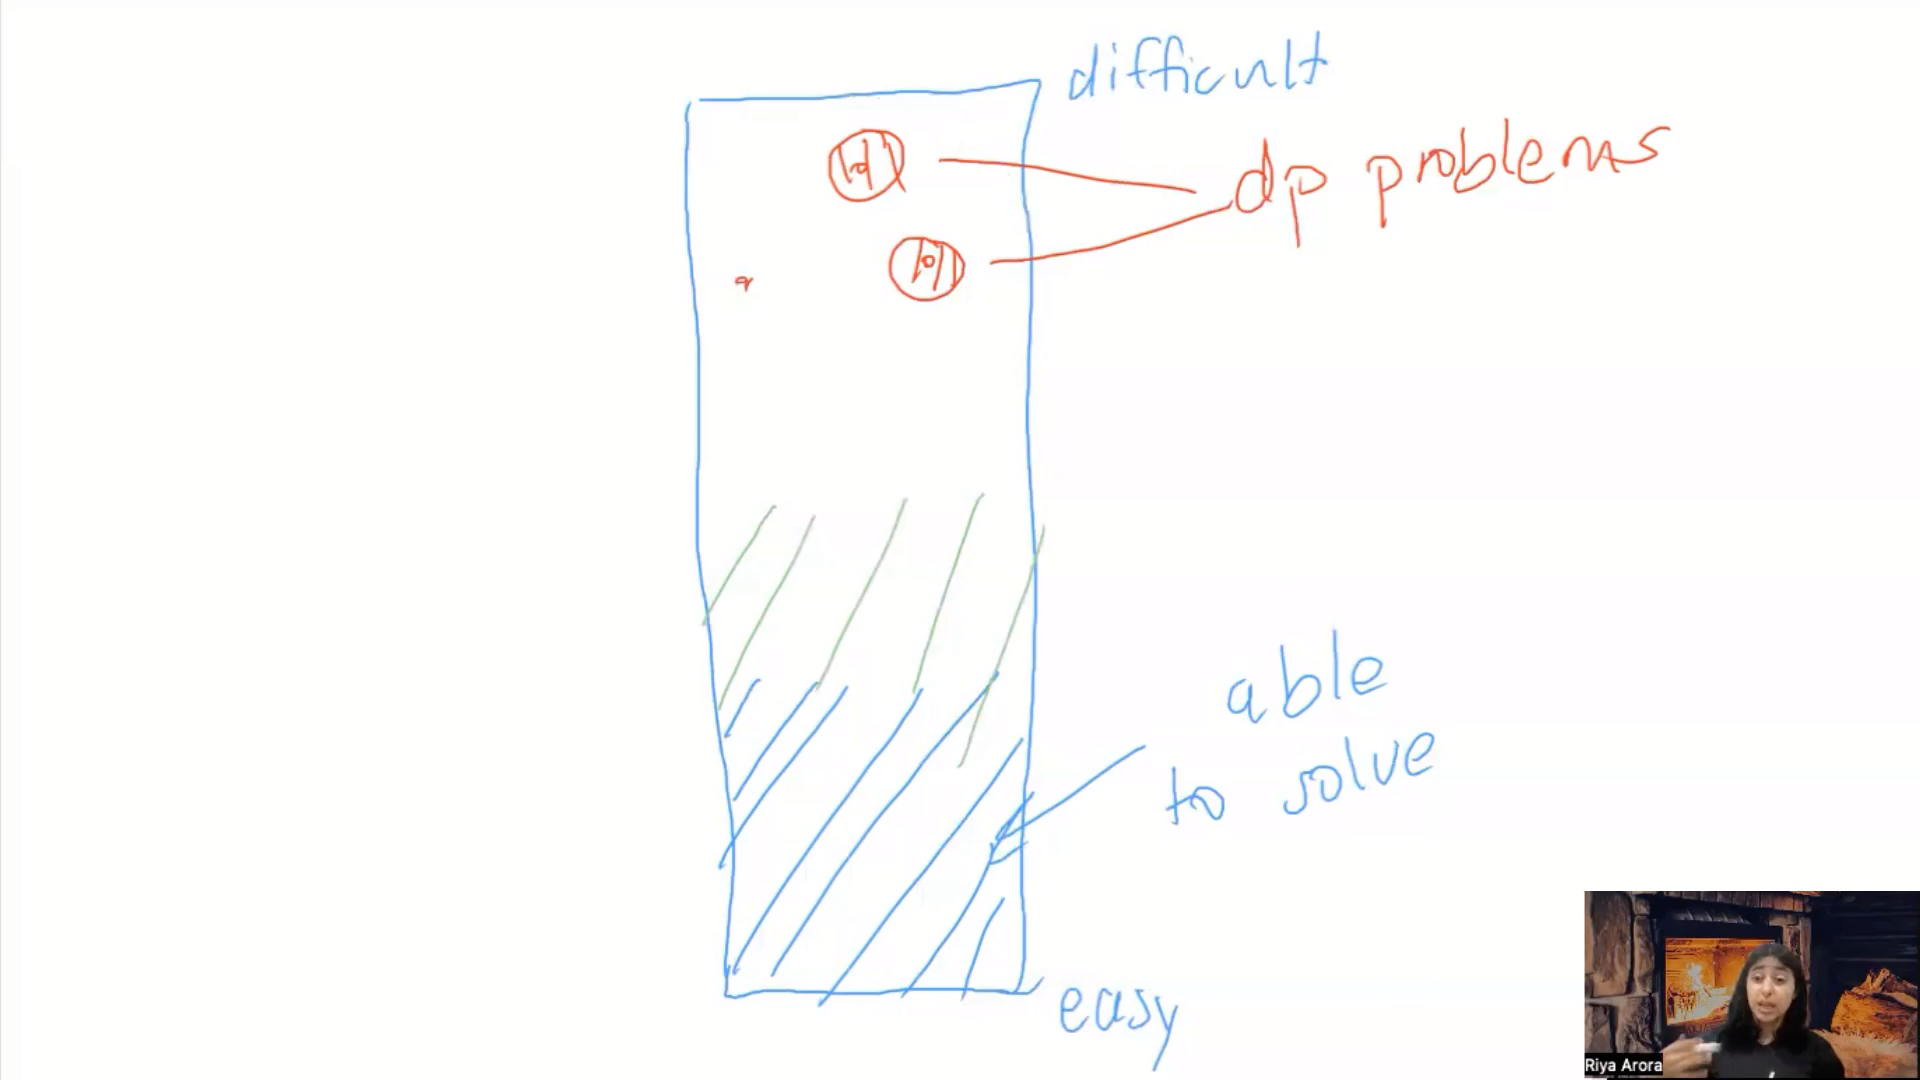 difficult
dp problems
able
to solve
easy
Riya Arora